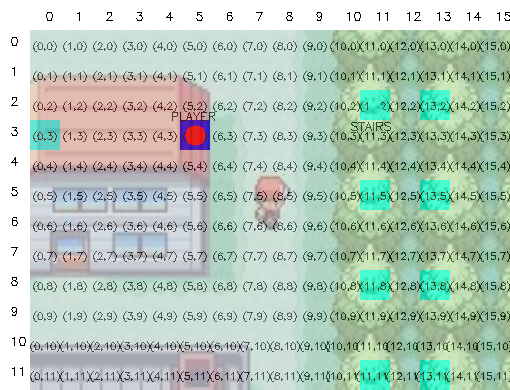 0 1 2 3 4 5 6 7 8 9 10 11 12 13 14 15
0 (0,0) (1,0) (2,0) (3,0) (4,0) (5,0) (6,0) (7,0) (8,0) (9,0) (10,0) (11,0) (12,0) (13,0) (14,0) (15,0)
1 (0,1) (1,1) (2,1) (3,1) (4,1) (5,1) (6,1) (7,1) (8,1) (9,1) (10,1) (11,1) (12,1) (13,1) (14,1) (15,1)
2 (0,2) (1,2) (2,2) (3,2) (4,2) (5,2) (6,2) (7,2) (8,2) (9,2) (10,2) (12,2) (13,2) (14,2) (15,2)
PLAYER
STAIRS
3 (0,3) (1,3) (2,3) (3,3) (4,3) (6,3) (7,3) (8,3) (9,3) (10,3) (11,3) (12,3) (13,3) (14,3) (15,3)
4 (0,4) (1,4) (2,4) (3,4) (4,4) (5,4) (6,4) (7,4) (8,4) (9,4) (10,4) (11,4) (12,4) (13,4) (14,4) (15,4)
5 (0,5) (1,5) (2,5) (3,5) (4,5) (5,5) (6,5) (7,5) (8,5) (9,5) (10,5) (11,5) (12,5) (13,5) (14,5) (15,5)
6 (0,6) (1,6) (2,6) (3,6) (4,6) (5,6) (6,6) (7,6) (8,6) (9,6) (10,6) (11,6) (12,6) (13,6) (14,6) (15,6)
7 (0,7) (1,7) (2,7) (3,7) (4,7) (5,7) (6,7) (7,7) (8,7) (9,7) (10,7) (11,7) (12,7) (13,7) (14,7) (15,7)
8 (0,8) (1,8) (2,8) (3,8) (4,8) (5,8) (6,8) (7,8) (8,8) (9,8) (10,8) (11,8) (12,8) (13,8) (14,8) (15,8)
9 (0,9) (1,9) (2,9) (3,9) (4,9) (5,9) (6,9) (7,9) (8,9) (9,9) (10,9) (11,9) (12,9) (13,9) (14,9) (15,9)
10 (0,10) (1,10) (2,10) (3,10) (4,10) (5,10) (6,10) (7,10) (8,10) (9,10) (10,10) (11,10) (12,10) (13,10) (14,10) (15,10)
11 (0,11) (1,11) (2,11) (3,11) (4,11) (5,11) (6,11) (7,11) (8,11) (9,11) (10,11) (11,11) (12,11) (13,11) (14,11) (15,11)